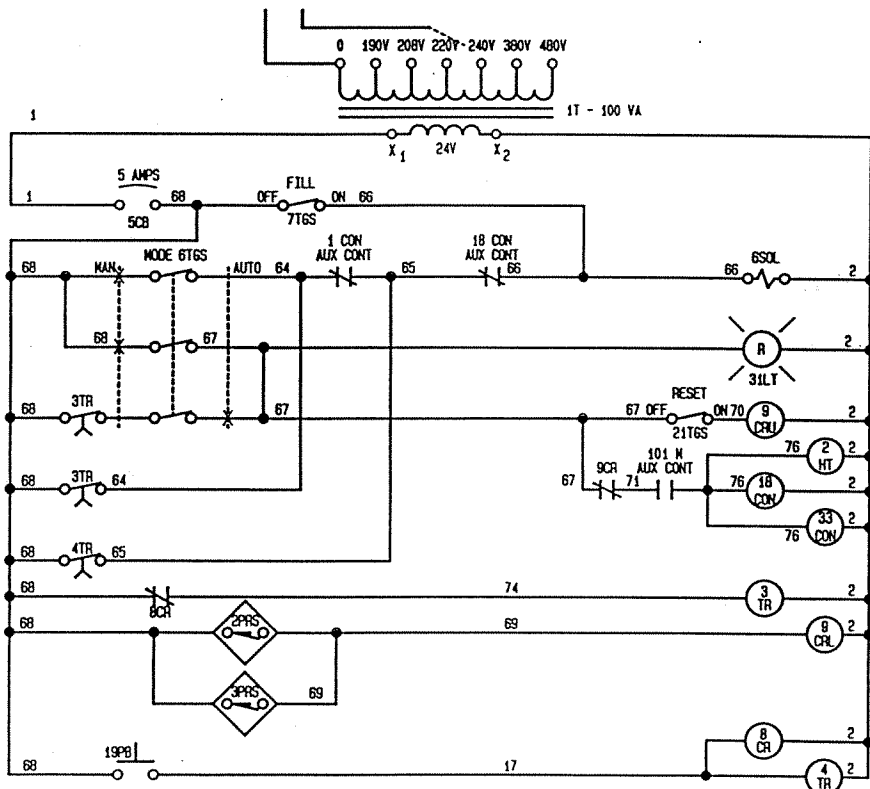 0 190V 208V 220V 240V 380V 480V
1T - 100 VA
1
X1 24V X2
5 AMPS
FILL
1 68 OFF ON 66
5CB 7TGS
MODE 6TGS
1 CON
AUX CONT
18 CON
AUX CONT
68 MAN AUTO 64 65 66 66 6SOL 2
68 67 R 2
31LT
RESET
68 3TR 67 67 OFF ON 70 9 CRU 2
21TGS
101 M
AUX CONT
76 2 HT 2
68 3TR 64 67 9CR 71 76 18 CON 2
76 33 CON 2
68 4TR 65
68 8CR 74 3 TR 2
68 2PRS 69 9 CRL 2
3PRS 69
8 CR 2
19PB
68 17 4 TR 2